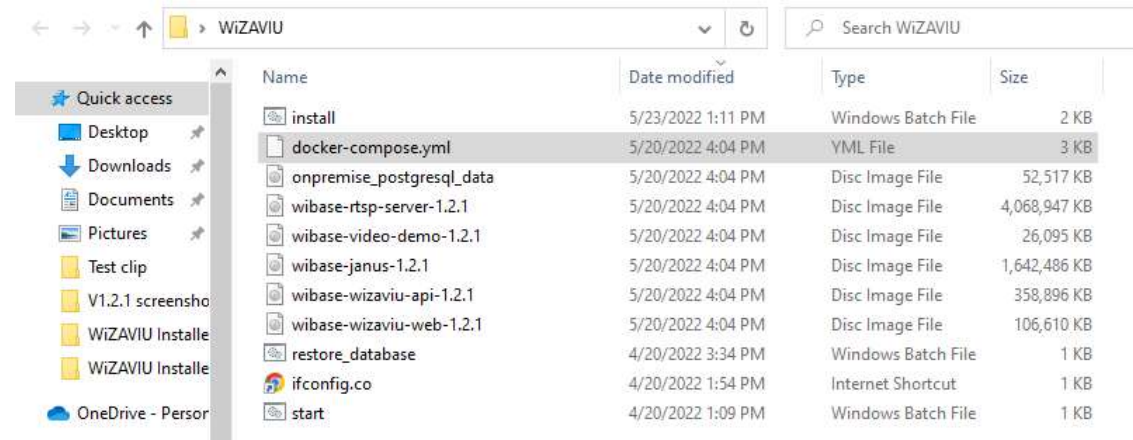 WiZAVIU
Search WiZAVIU
Name Date modified Type Size
Quick access
Desktop
Downloads
Documents
Pictures
Test clip
V1.2.1 screensho
WiZAVIU Installe
WiZAVIU Installe
OneDrive - Person
install 5/23/2022 1:11 PM Windows Batch File 2 KB
docker-compose.yml 5/20/2022 4:04 PM YML File 3 KB
onpremise_postgresql_data 5/20/2022 4:04 PM Disc Image File 52,517 KB
wibase-rtsp-server-1.2.1 5/20/2022 4:04 PM Disc Image File 4,068,947 KB
wibase-video-demo-1.2.1 5/20/2022 4:04 PM Disc Image File 26,095 KB
wibase-janus-1.2.1 5/20/2022 4:04 PM Disc Image File 1,642,486 KB
wibase-wizaviu-api-1.2.1 5/20/2022 4:04 PM Disc Image File 358,896 KB
wibase-wizaviu-web-1.2.1 5/20/2022 4:04 PM Disc Image File 106,610 KB
restore_database 4/20/2022 3:34 PM Windows Batch File 1 KB
ifconfig.co 4/20/2022 1:54 PM Internet Shortcut 1 KB
start 4/20/2022 1:09 PM Windows Batch File 1 KB